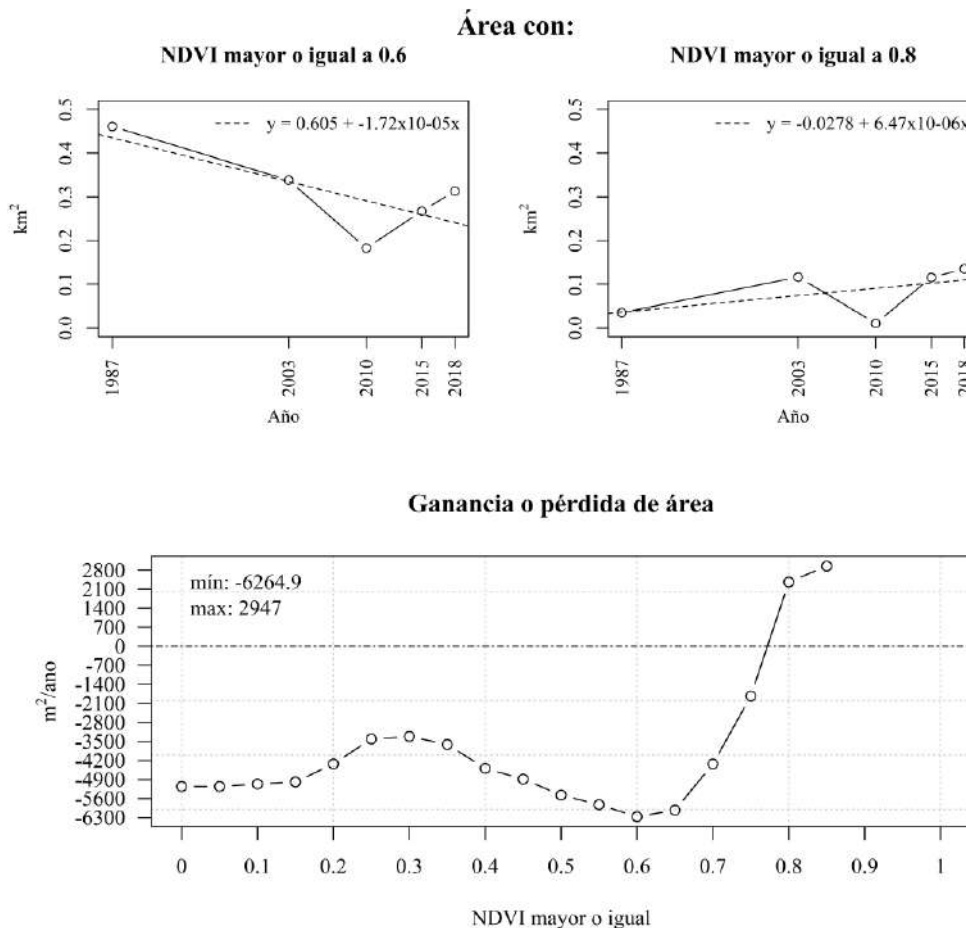 Área con:
NDVI mayor o igual a 0.6
NDVI mayor o igual a 0.8
0.5
0.4
0.3
0.2
0.1
0.0
km²
y = 0.605 + -1.72x10-05x
1987
2003
2010
2015
2018
Año
0.5
0.4
0.3
0.2
0.1
0.0
km²
y = -0.0278 + 6.47x10-06x
1987
2003
2010
2015
2018
Año
Ganancia o pérdida de área
mín: -6264.9
max: 2947
2800
2100
1400
700
0
-700
-1400
-2100
-2800
-3500
-4200
-4900
-5600
-6300
m²/ano
0 0.1 0.2 0.3 0.4 0.5 0.6 0.7 0.8 0.9 1
NDVI mayor o igual